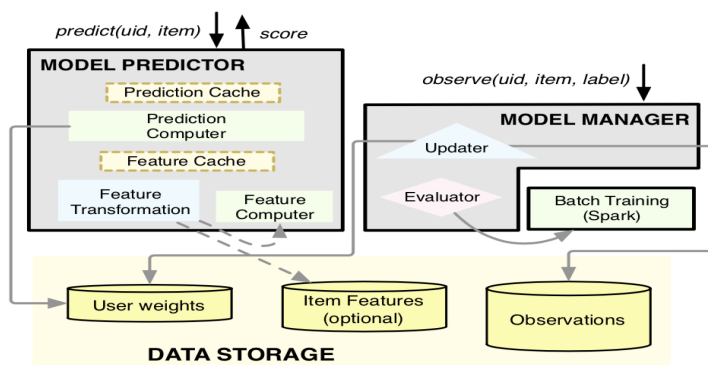 predict(uid, item)
score
MODEL PREDICTOR
Prediction Cache
Prediction
Computer
Feature Cache
Feature
Transformation
Feature
Computer
observe(uid, item, label)
MODEL MANAGER
Updater
Evaluator
Batch Training
(Spark)
User weights
Item Features
(optional)
Observations
DATA STORAGE